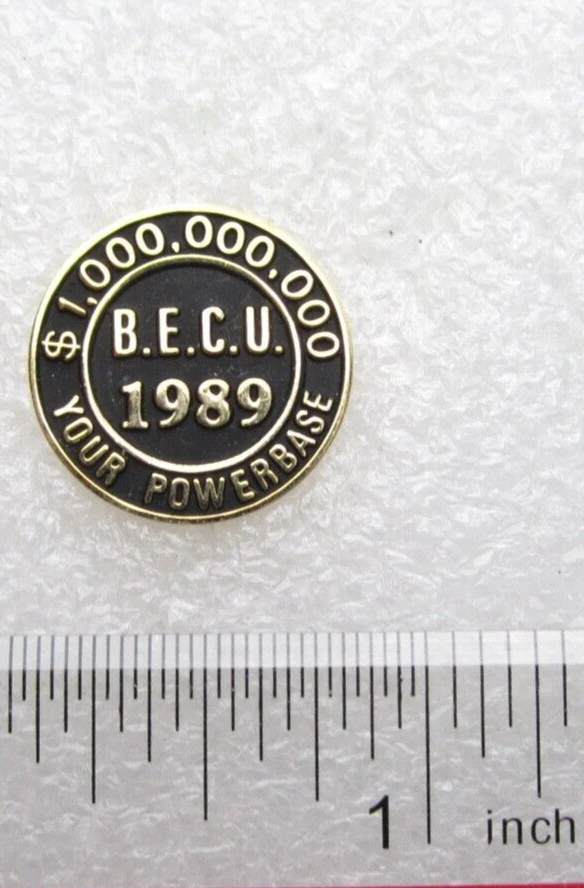 $1,000,000,000
B.E.C.U.
1989
YOUR POWERBASE
1 inch